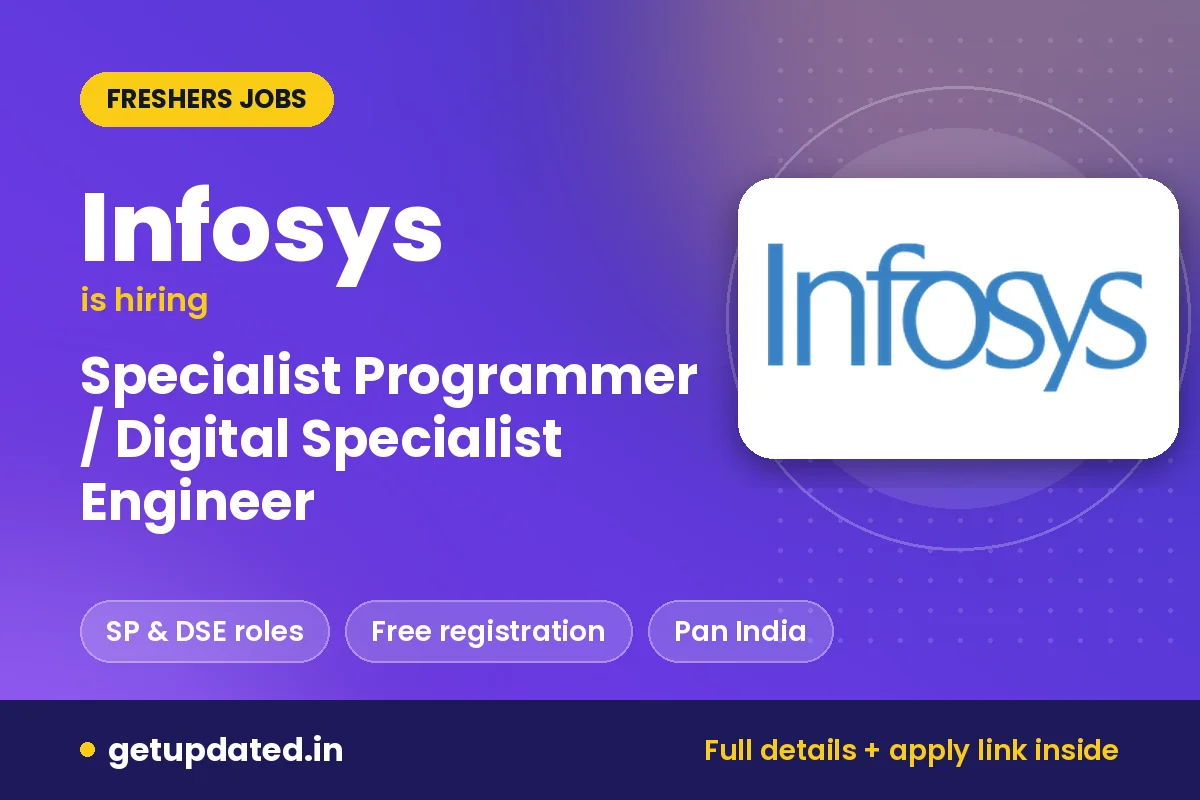 FRESHERS JOBS
Infosys
is hiring
Specialist Programmer
/ Digital Specialist
Engineer
Infosys
SP & DSE roles
Free registration
Pan India
getupdated.in
Full details + apply link inside